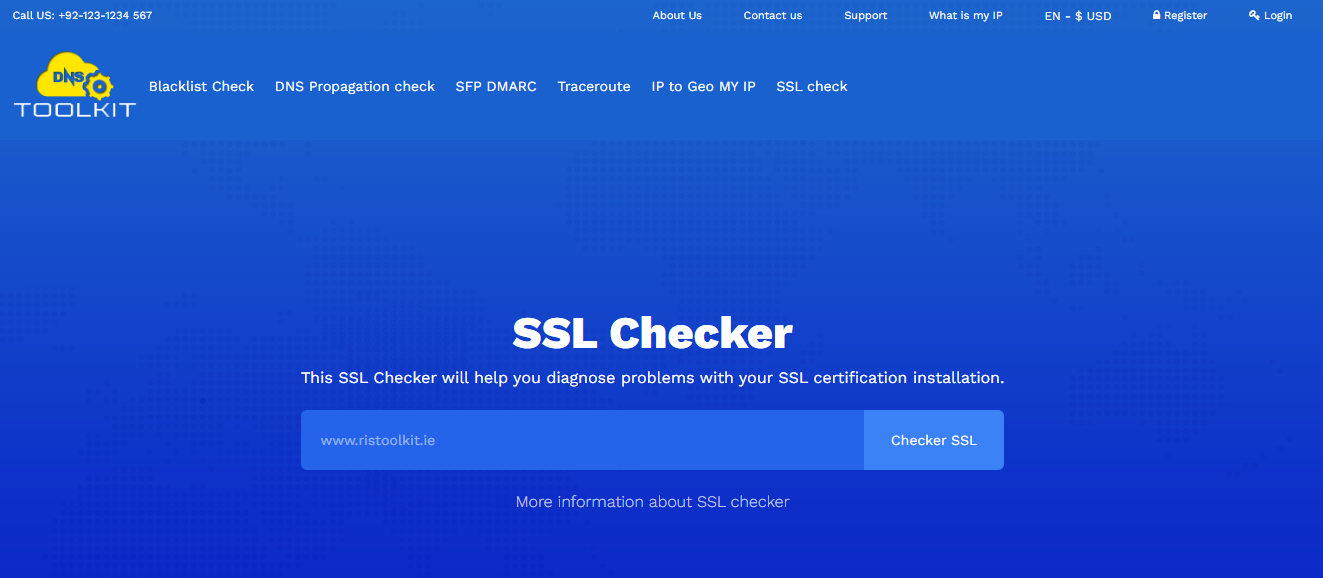 Call US: +92-123-1234 567 About Us Contact us Support What is my IP EN - $ USD Register Login
DNS
TOOLKIT
Blacklist Check DNS Propagation check SFP DMARC Traceroute IP to Geo MY IP SSL check
SSL Checker
This SSL Checker will help you diagnose problems with your SSL certification installation.
www.ristoolkit.ie Checker SSL
More information about SSL checker